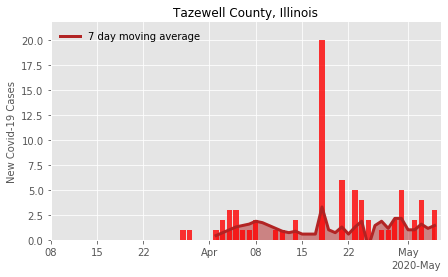 Tazewell County, Illinois
7 day moving average
New Covid-19 Cases
20.0
17.5
15.0
12.5
10.0
7.5
5.0
2.5
0.0
08 15 22 Apr 08 15 22 May
2020-May